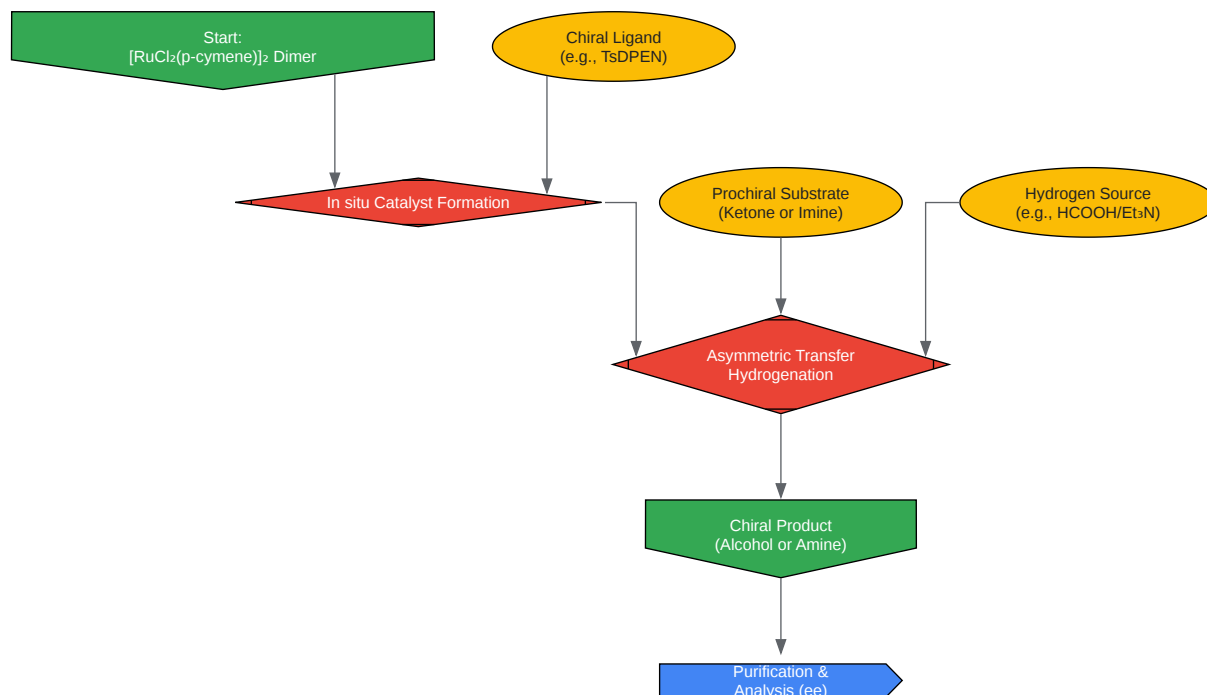 Start:
[RuCl₂(p-cymene)]₂ Dimer
Chiral Ligand
(e.g., TsDPEN)
In situ Catalyst Formation
Prochiral Substrate
(Ketone or Imine)
Hydrogen Source
(e.g., HCOOH/Et₃N)
Asymmetric Transfer
Hydrogenation
Chiral Product
(Alcohol or Amine)
Purification &
Analysis (ee)